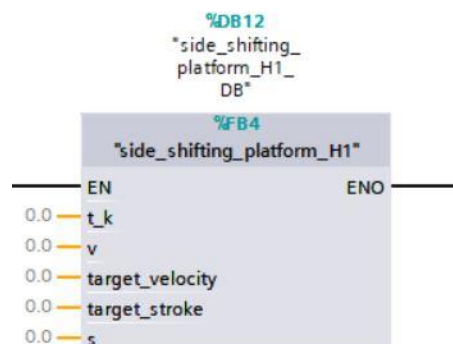 %DB12
"side_shifting_
platform_H1_
DB"
%FB4
"side_shifting_platform_H1"
EN ENO
0.0 t_k
0.0 v
0.0 target_velocity
0.0 target_stroke
0.0 s